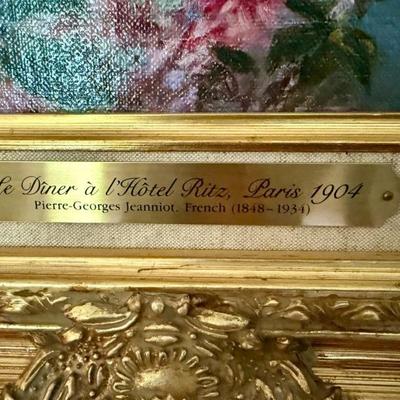 Le Dîner à l'Hôtel Ritz, Paris 1904
Pierre-Georges Jeanniot. French (1848–1934)